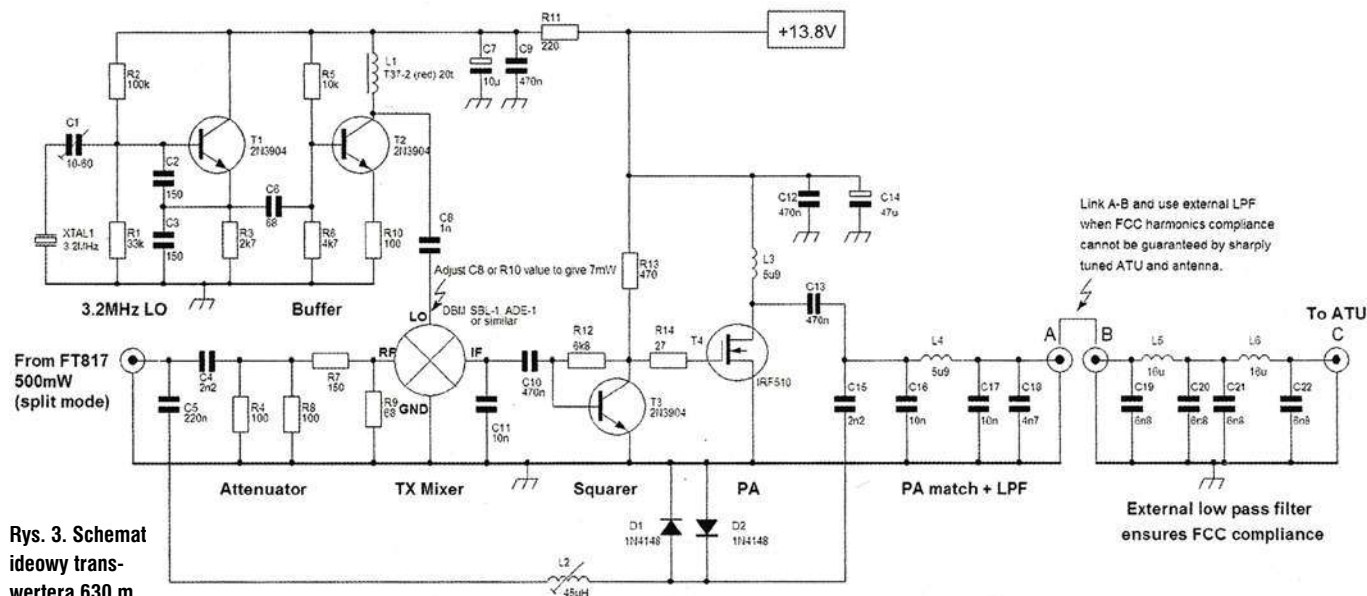 R11
220
+13.8V
R2
100k
R5
10k
L1
T37-2 (red) 20t
C7
10µ
C9
470n
C1
10-60
T1
2N3904
T2
2N3904
C2
150
C6
68
C3
150
XTAL1
3.2MHz
R1
33k
R3
2k7
R6
4k7
R10
100
C8
1n
C12
470n
C14
47u
R13
470
L3
5u9
C13
470n
Link A-B and use external LPF
when FCC harmonics compliance
cannot be guaranteed by sharply
tuned ATU and antenna.
3.2MHz LO
Buffer
Adjust C8 or R10 value to give 7mW
LO
DBM SBL-1, ADE-1
or similar
From FT817
500mW
(split mode)
C4
2n2
R7
150
RF
IF
GND
C10
470n
R12
6k8
R14
27
T4
IRF510
L4
5u9
A
B
To ATU
C
L5
16u
L6
16u
C5
220n
R4
100
R8
100
R9
68
C11
10n
T3
2N3904
C15
2n2
C16
10n
C17
10n
C18
4n7
C19
6n8
C20
6n8
C21
6n8
C22
6n8
Attenuator
TX Mixer
Squarer
PA
PA match + LPF
External low pass filter
ensures FCC compliance
D1
1N4148
D2
1N4148
L2
45uH
Rys. 3. Schemat
ideowy trans-
wertera 630 m